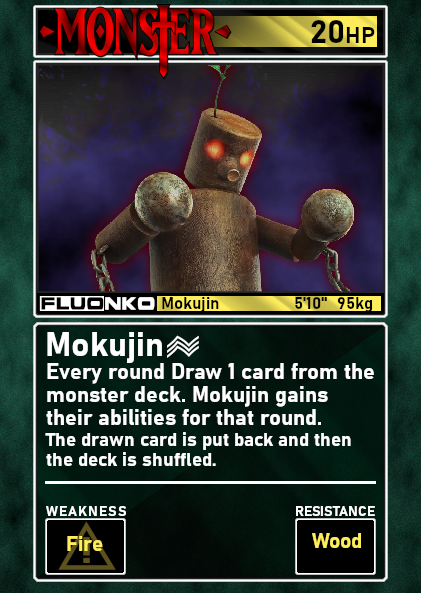 MONSTER
20HP
FLUONKO Mokujin 5'10" 95kg
Mokujin
Every round Draw 1 card from the
monster deck. Mokujin gains
their abilities for that round.
The drawn card is put back and then
the deck is shuffled.
WEAKNESS RESISTANCE
Fire Wood